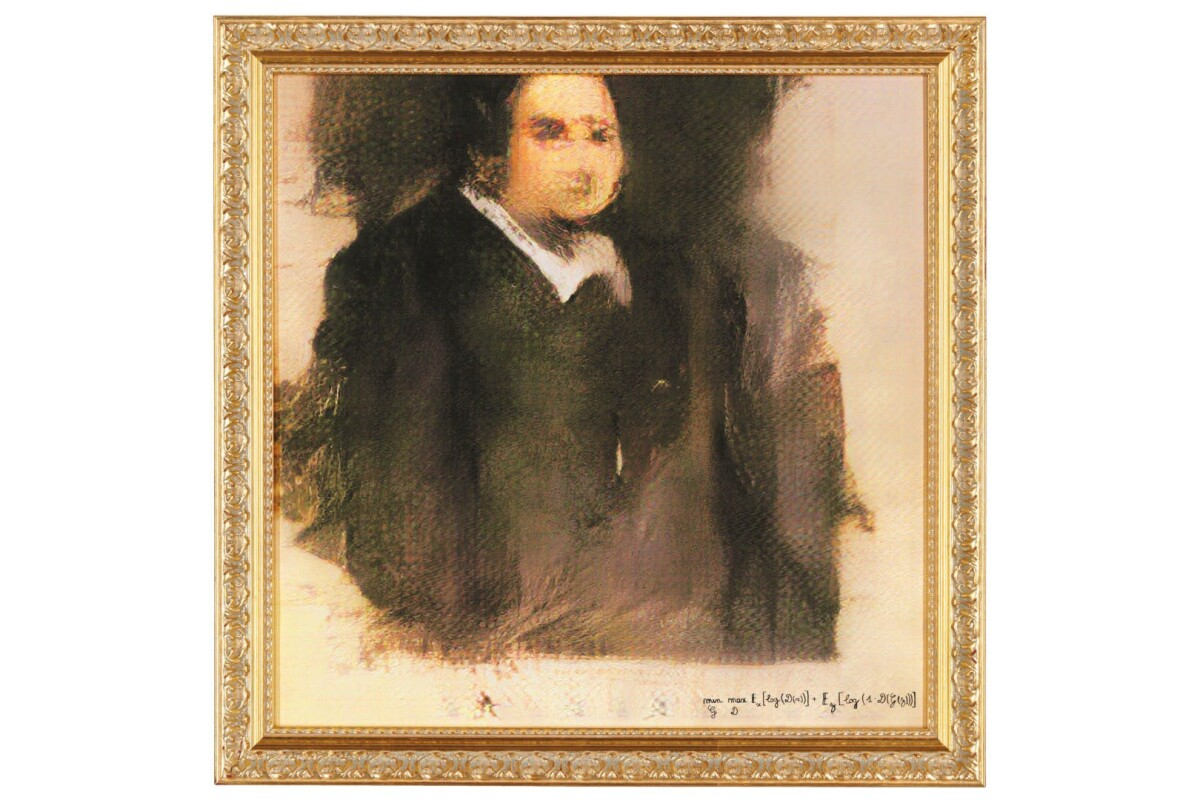 min max 𝔼x[log(D(x))] + 𝔼z[log(1-D(G(z)))]
G D